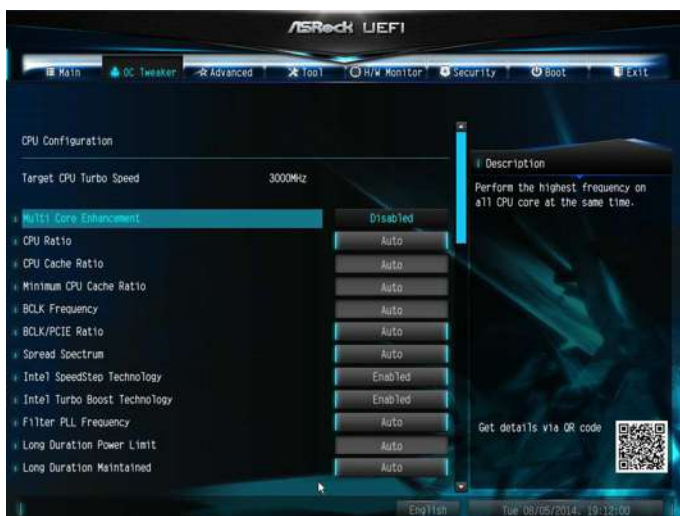 ASRock UEFI
Main OC Tweaker Advanced Tool H/W Monitor Security Boot Exit
CPU Configuration
Target CPU Turbo Speed 3000MHz
Multi Core Enhancement Disabled
CPU Ratio Auto
CPU Cache Ratio Auto
Minimum CPU Cache Ratio Auto
BCLK Frequency Auto
BCLK/PCIE Ratio Auto
Spread Spectrum Auto
Intel SpeedStep Technology Enabled
Intel Turbo Boost Technology Enabled
Filter PLL Frequency Auto
Long Duration Power Limit Auto
Long Duration Maintained Auto
Description
Perform the highest frequency on
all CPU core at the same time.
Get details via QR code
English Tue 08/05/2014, 19:12:00